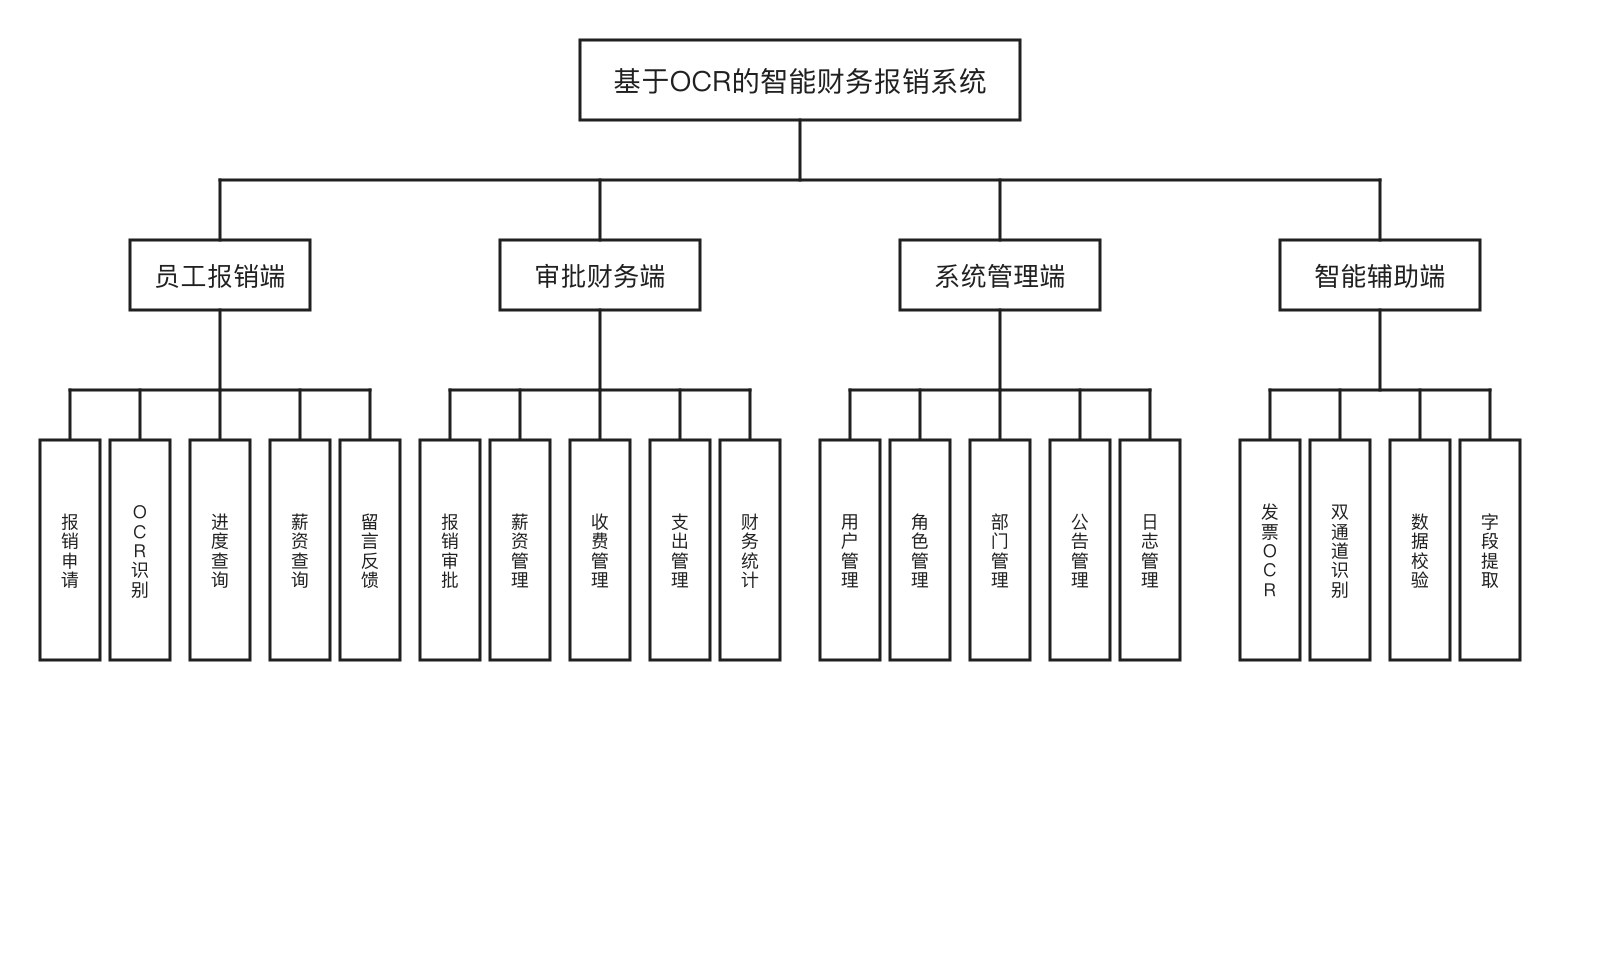 基于OCR的智能财务报销系统
员工报销端
审批财务端
系统管理端
智能辅助端
报销申请
OCR识别
进度查询
薪资查询
留言反馈
报销审批
薪资管理
收费管理
支出管理
财务统计
用户管理
角色管理
部门管理
公告管理
日志管理
发票OCR
双通道识别
数据校验
字段提取